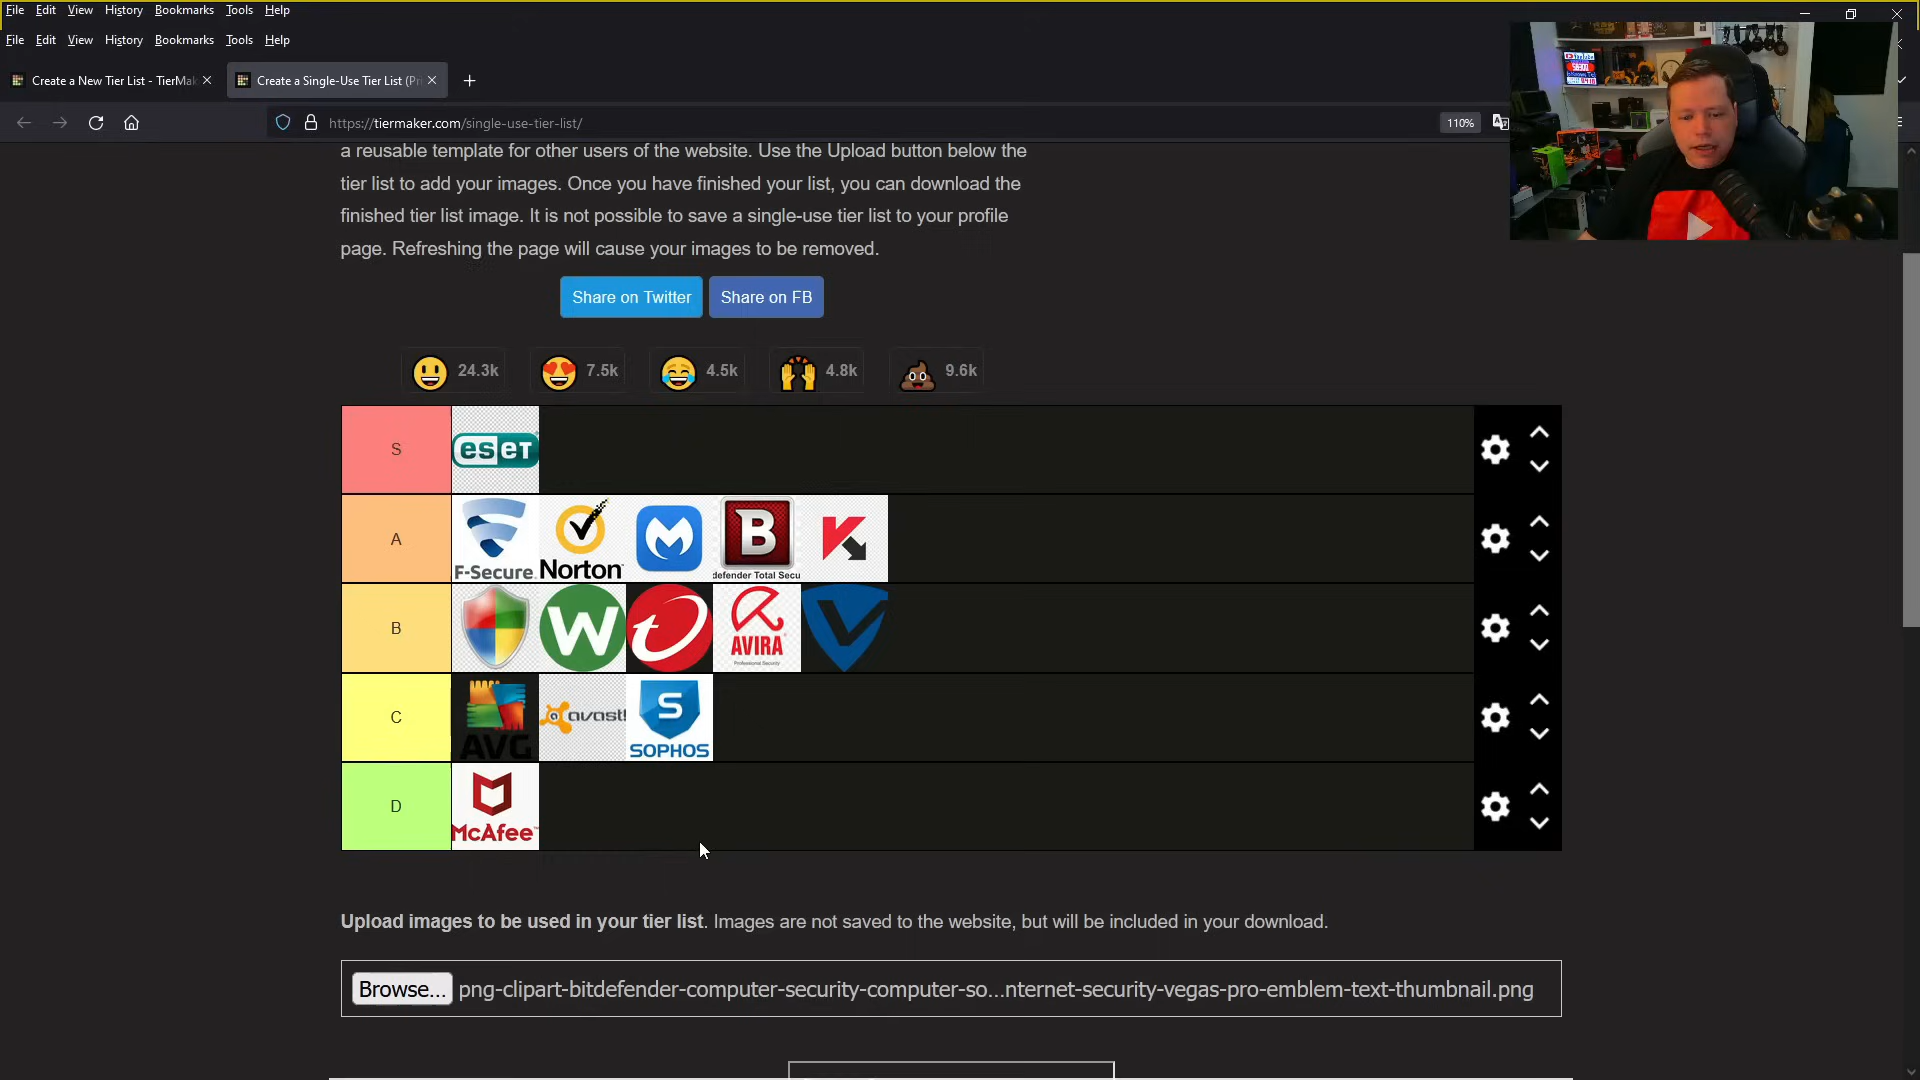 File Edit View History Bookmarks Tools Help
File Edit View History Bookmarks Tools Help
Create a New Tier List - TierMak
Create a Single-Use Tier List (Pr
https://tiermaker.com/single-use-tier-list/
110%
a reusable template for other users of the website. Use the Upload button below the
tier list to add your images. Once you have finished your list, you can download the
finished tier list image. It is not possible to save a single-use tier list to your profile
page. Refreshing the page will cause your images to be removed.
Share on Twitter Share on FB
24.3k 7.5k 4.5k 4.8k 9.6k
S
eseT
A
F-Secure.
Norton
B
defender Total Secu
B
W
AVIRA
Professional Security
C
AVG
avast!
S
SOPHOS
D
McAfee
Upload images to be used in your tier list. Images are not saved to the website, but will be included in your download.
Browse... png-clipart-bitdefender-computer-security-computer-so...nternet-security-vegas-pro-emblem-text-thumbnail.png